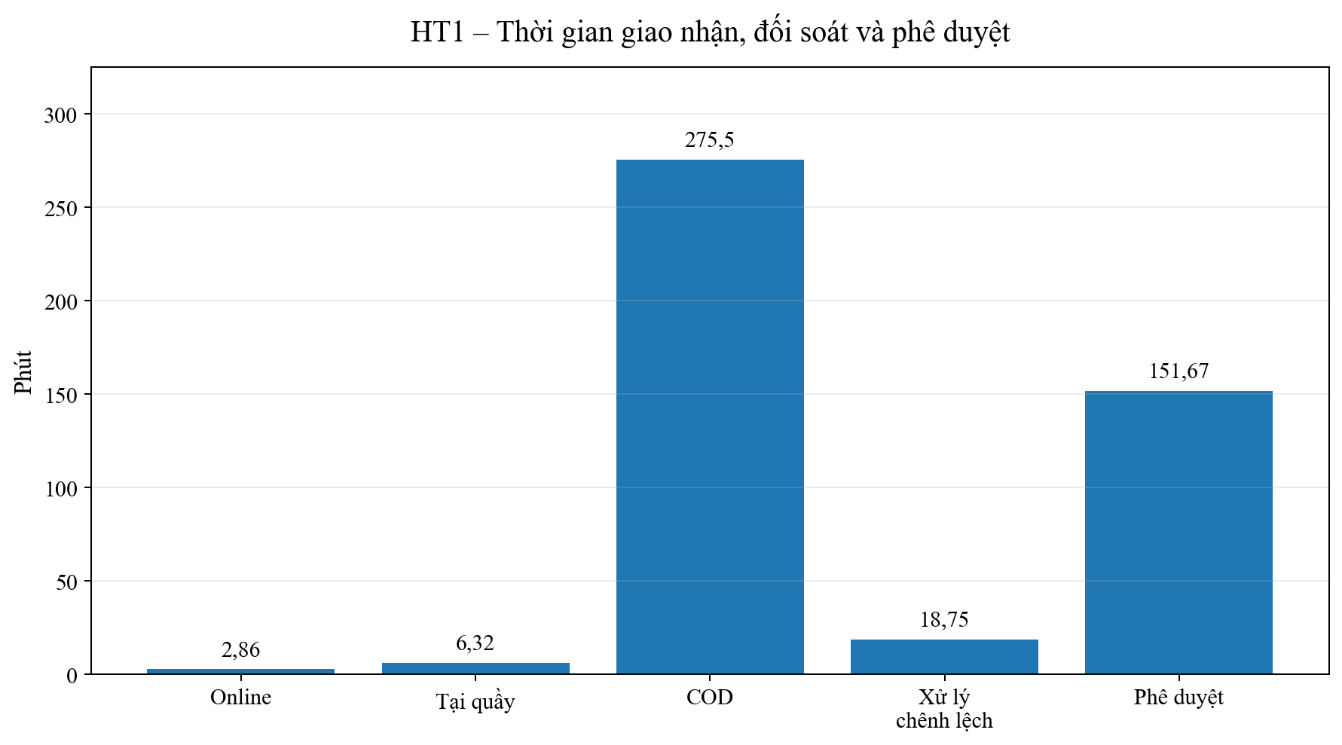 HT1 – Thời gian giao nhận, đối soát và phê duyệt
Phút
300
250
200
150
100
50
0
2,86
6,32
275,5
18,75
151,67
Online
Tại quầy
COD
Xử lý
chênh lệch
Phê duyệt